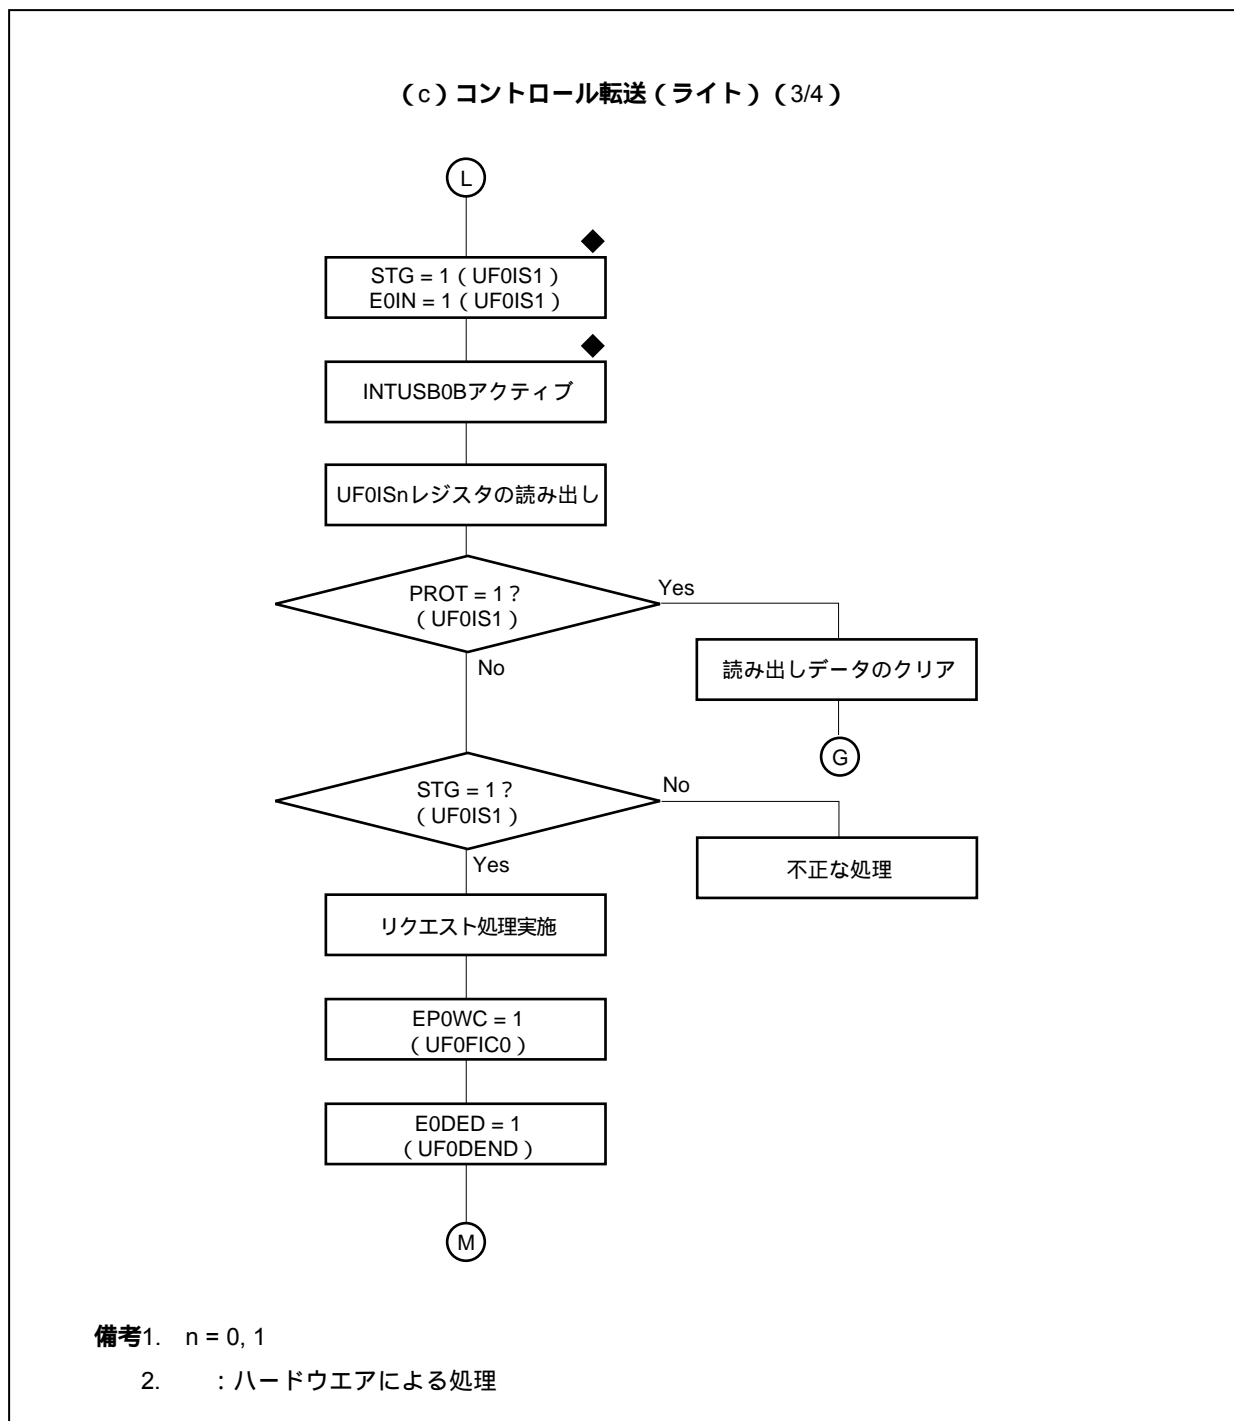 （c）コントロール転送（ライト）（3/4）
L
STG = 1（UF0IS1）
E0IN = 1（UF0IS1）
INTUSB0Bアクティブ
UF0ISnレジスタの読み出し
PROT = 1？
（UF0IS1）
Yes
No
読み出しデータのクリア
G
STG = 1？
（UF0IS1）
No
Yes
不正な処理
リクエスト処理実施
EP0WC = 1
（UF0FIC0）
E0DED = 1
（UF0DEND）
M
備考1. n = 0, 1
2. ：ハードウエアによる処理